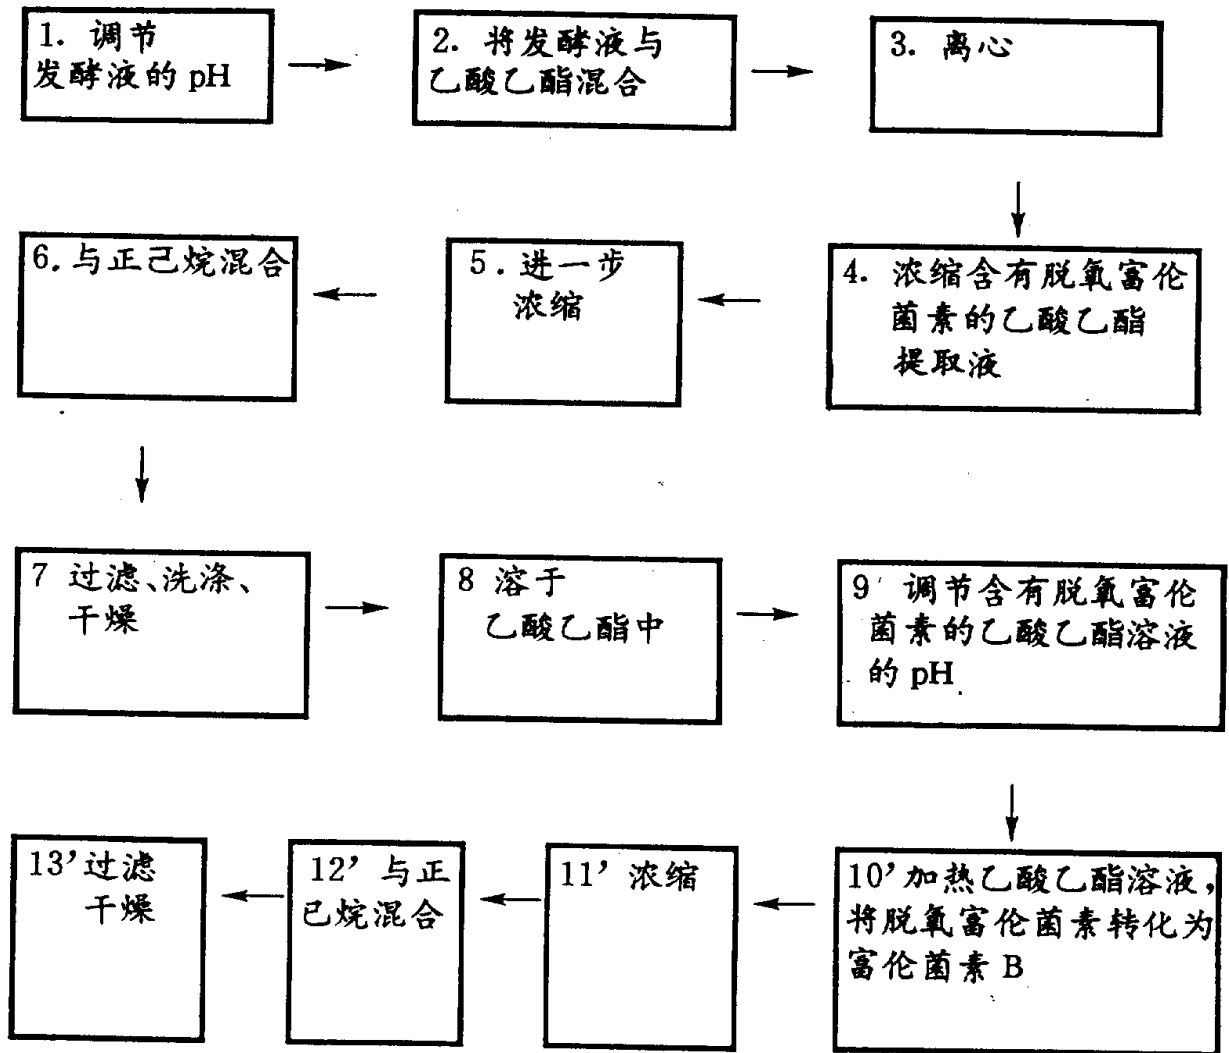 1. 调节
发酵液的 pH
2. 将发酵液与
乙酸乙酯混合
3. 离心
4. 浓缩含有脱氧富伦
菌素的乙酸乙酯
提取液
5. 进一步
浓缩
6. 与正己烷混合
7 过滤、洗涤、
干燥
8 溶于
乙酸乙酯中
9' 调节含有脱氧富伦
菌素的乙酸乙酯溶液
的 pH
10' 加热乙酸乙酯溶液,
将脱氧富伦菌素转化为
富伦菌素 B
11' 浓缩
12' 与正
己烷混合
13' 过滤
干燥